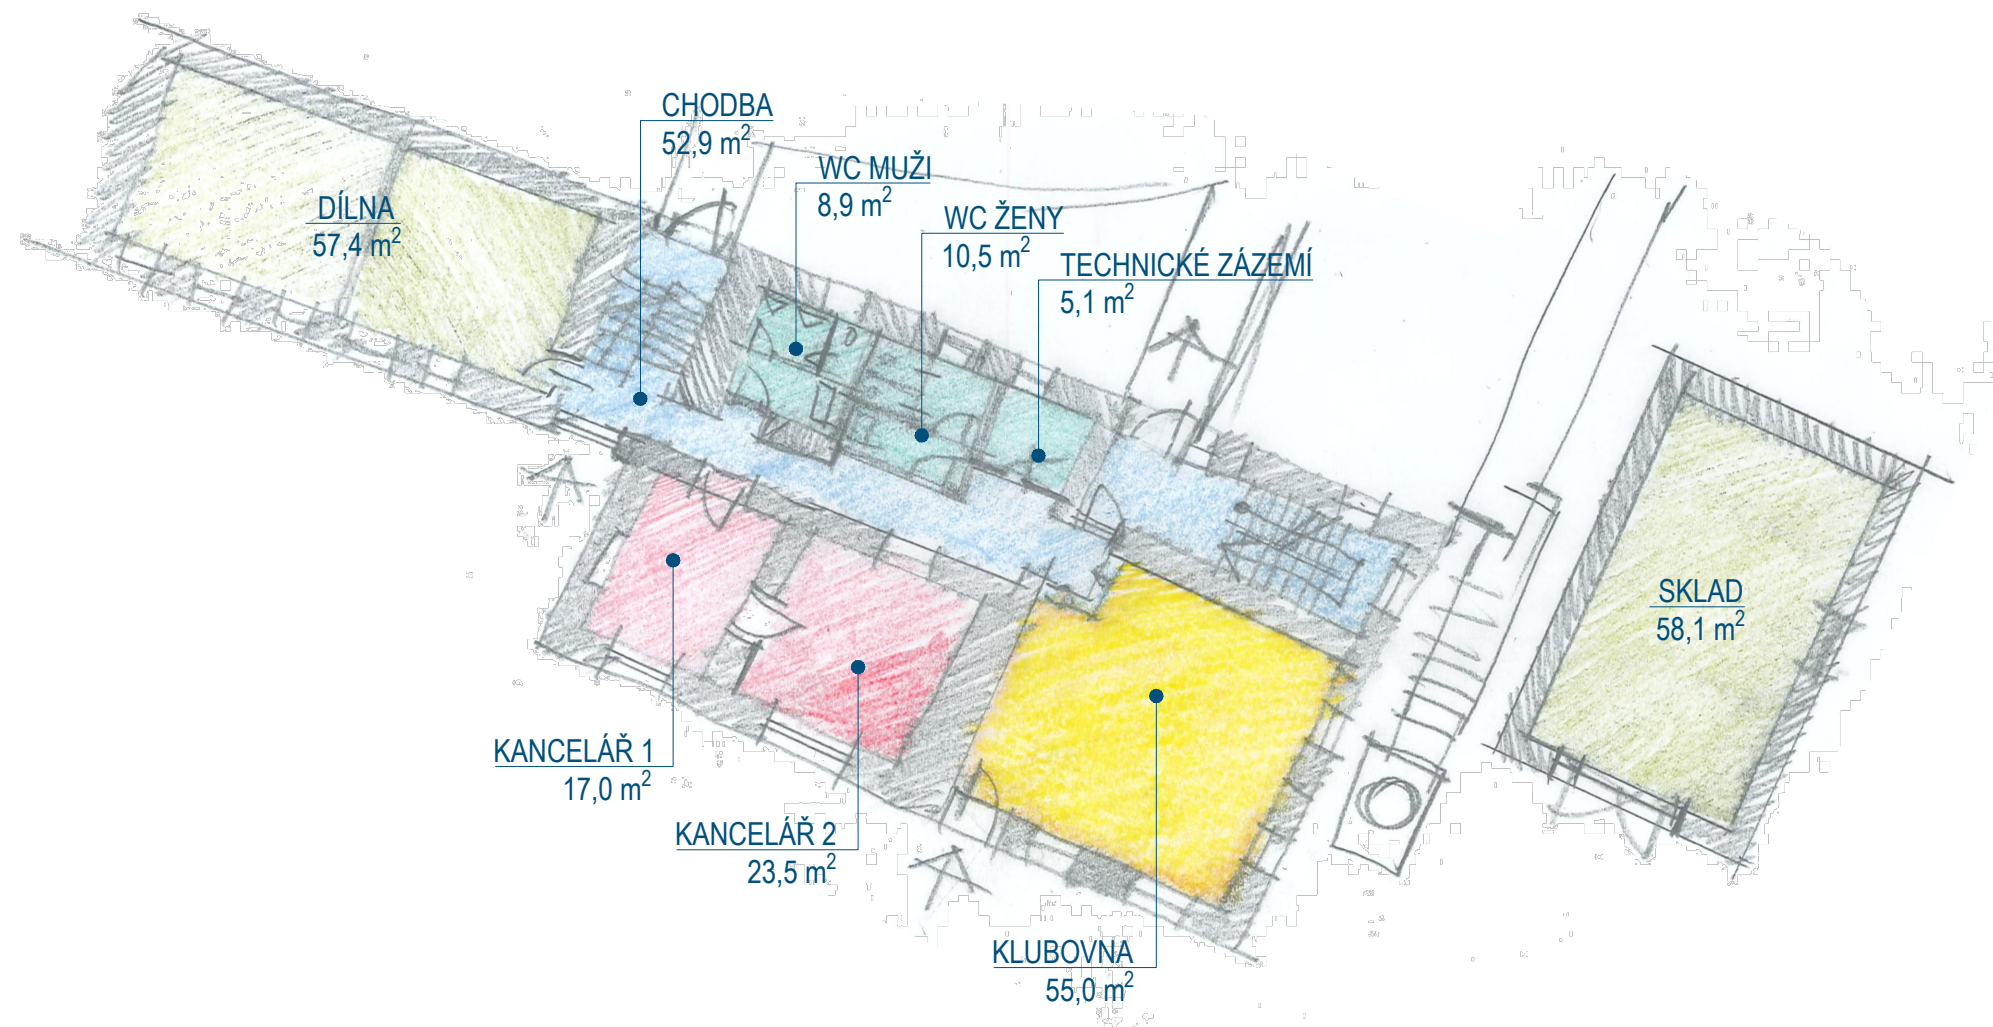 CHODBA
52,9 m²
WC MUŽI
8,9 m²
DÍLNA
57,4 m²
WC ŽENY
10,5 m²
TECHNICKÉ ZÁZEMÍ
5,1 m²
SKLAD
58,1 m²
KANCELÁŘ 1
17,0 m²
KANCELÁŘ 2
23,5 m²
KLUBOVNA
55,0 m²